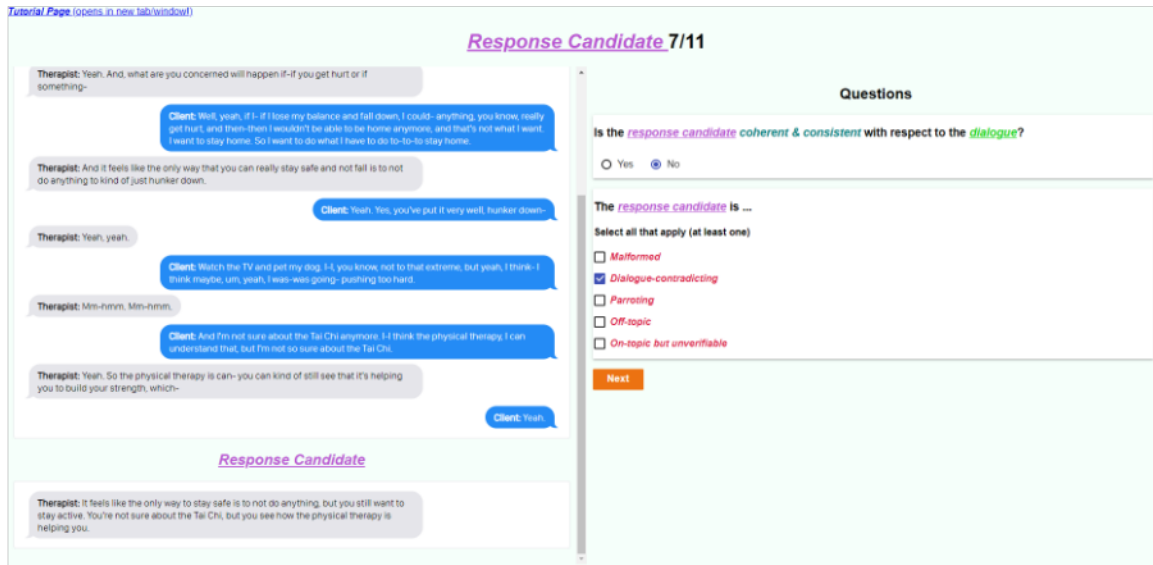 Tutorial Page (opens in new tab/window!)
Response Candidate 7/11
Therapist: Yeah. And, what are you concerned will happen if-if you get hurt or if
something-
Client: Well, yeah, if I- if I lose my balance and fall down, I could- anything, you know, really
get hurt, and then-then I wouldn't be able to be home anymore, and that's not what I want.
I want to stay home. So I want to do what I have to do to-to-to stay home.
Therapist: And it feels like the only way that you can really stay safe and not fall is to not
do anything to kind of just hunker down.
Client: Yeah. Yes, you've put it very well, hunker down-
Therapist: Yeah, yeah.
Client: Watch the TV and pet my dog. I-I, you know, not to that extreme, but yeah, I think- I
think maybe, um, yeah, I was-was going- pushing too hard.
Therapist: Mm-hmm. Mm-hmm.
Client: And I'm not sure about the Tai Chi anymore. I-I think the physical therapy, I can
understand that, but I'm not so sure about the Tai Chi.
Therapist: Yeah. So the physical therapy is can- you can kind of still see that it's helping
you to build your strength, which-
Client: Yeah.
Response Candidate
Therapist: It feels like the only way to stay safe is to not do anything, but you still want to
stay active. You're not sure about the Tai Chi, but you see how the physical therapy is
helping you.
Questions
Is the response candidate coherent & consistent with respect to the dialogue?
Yes No
The response candidate is ...
Select all that apply (at least one)
Malformed
Dialogue-contradicting
Parroting
Off-topic
On-topic but unverifiable
Next